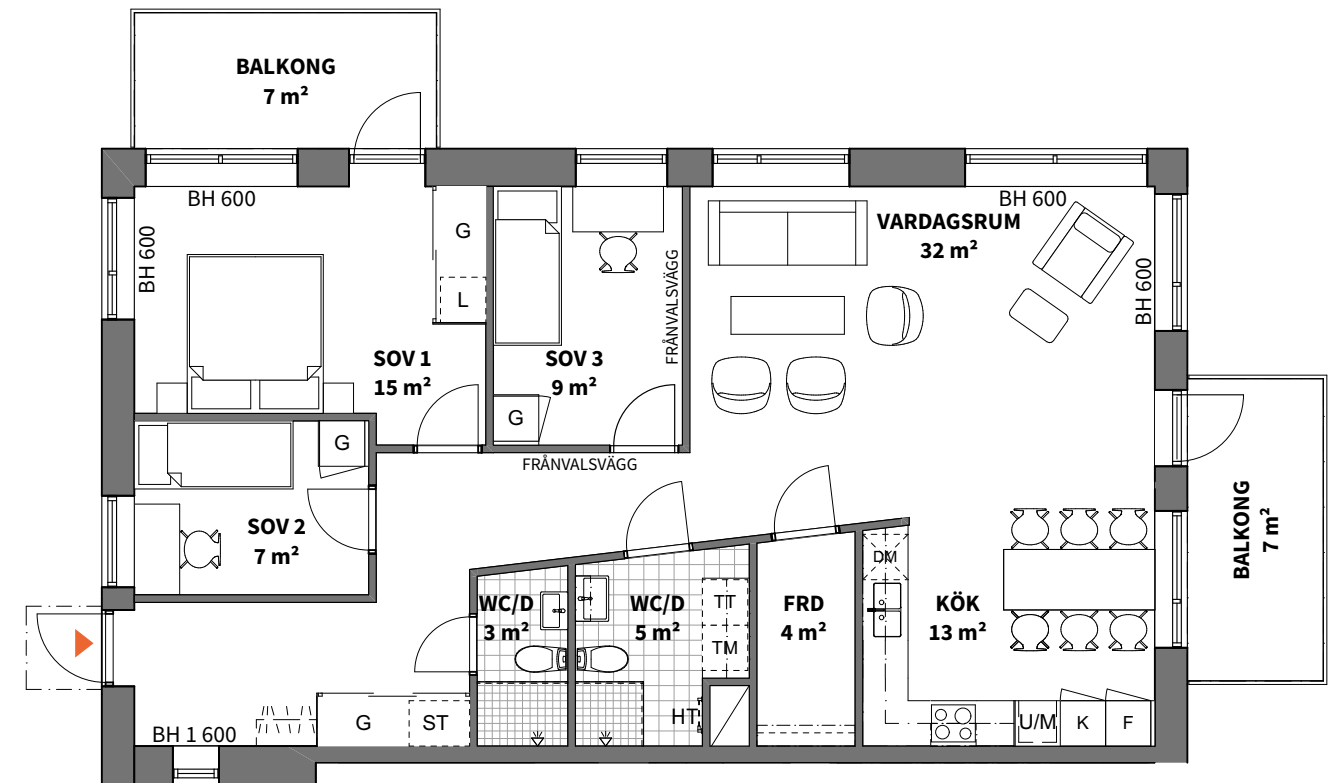 BALKONG
7 m²
BH 600
BH 600
G
L
SOV 1
15 m²
SOV 3
9 m²
G
FRÅNVALSVÄGG
FRÅNVALSVÄGG
VARDAGSRUM
32 m²
BH 600
BH 600
G
SOV 2
7 m²
BALKONG
7 m²
WC/D
3 m²
WC/D
5 m²
TT
TM
HT
FRD
4 m²
DM
KÖK
13 m²
U/M
K
F
G
ST
BH 1 600